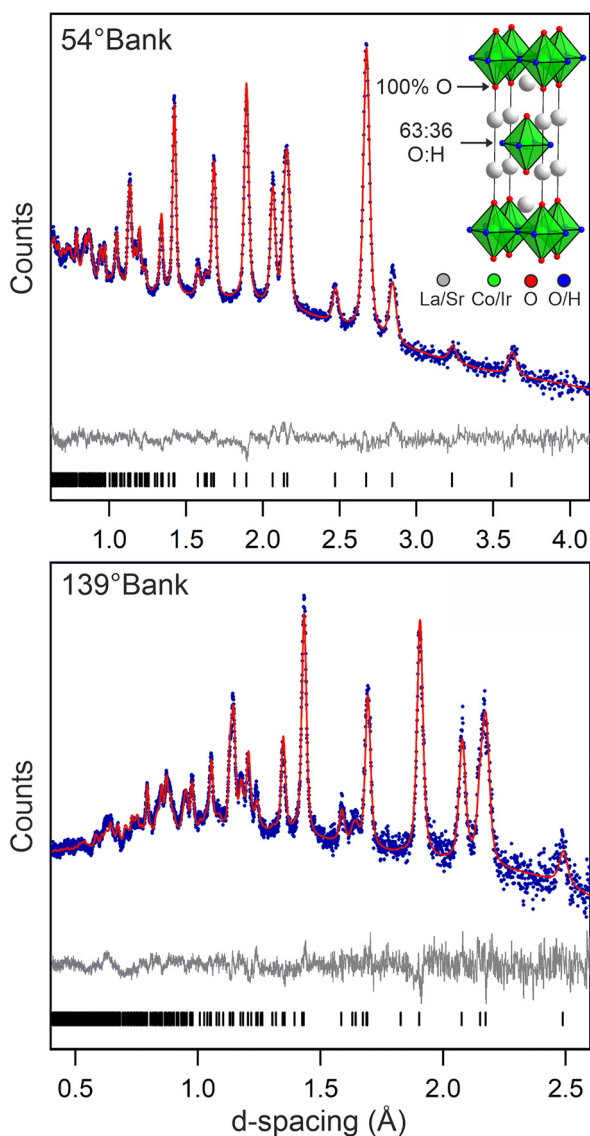 54°Bank
100% O
63:36
O:H
La/Sr Co/Ir O O/H
Counts
1.0 1.5 2.0 2.5 3.0 3.5 4.0
139°Bank
Counts
0.5 1.0 1.5 2.0 2.5
d-spacing (Å)